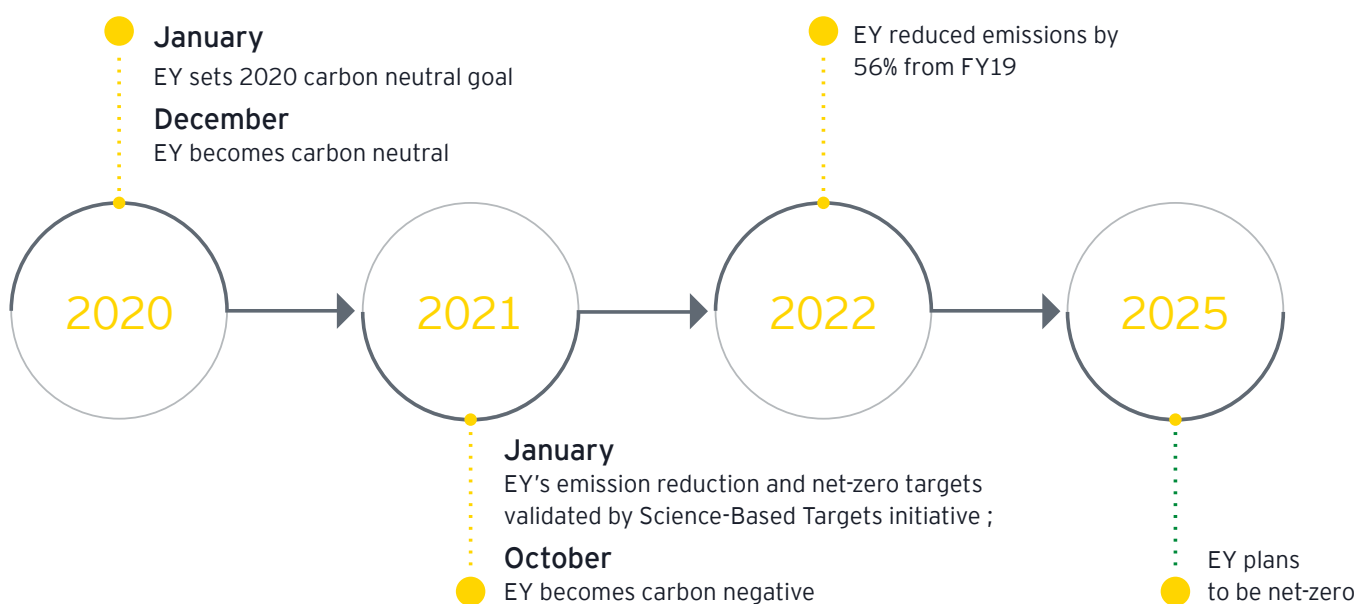 January
EY sets 2020 carbon neutral goal
December
EY becomes carbon neutral
EY reduced emissions by
56% from FY19
2020
2021
2022
2025
January
EY’s emission reduction and net-zero targets
validated by Science-Based Targets initiative ;
October
EY becomes carbon negative
EY plans
to be net-zero